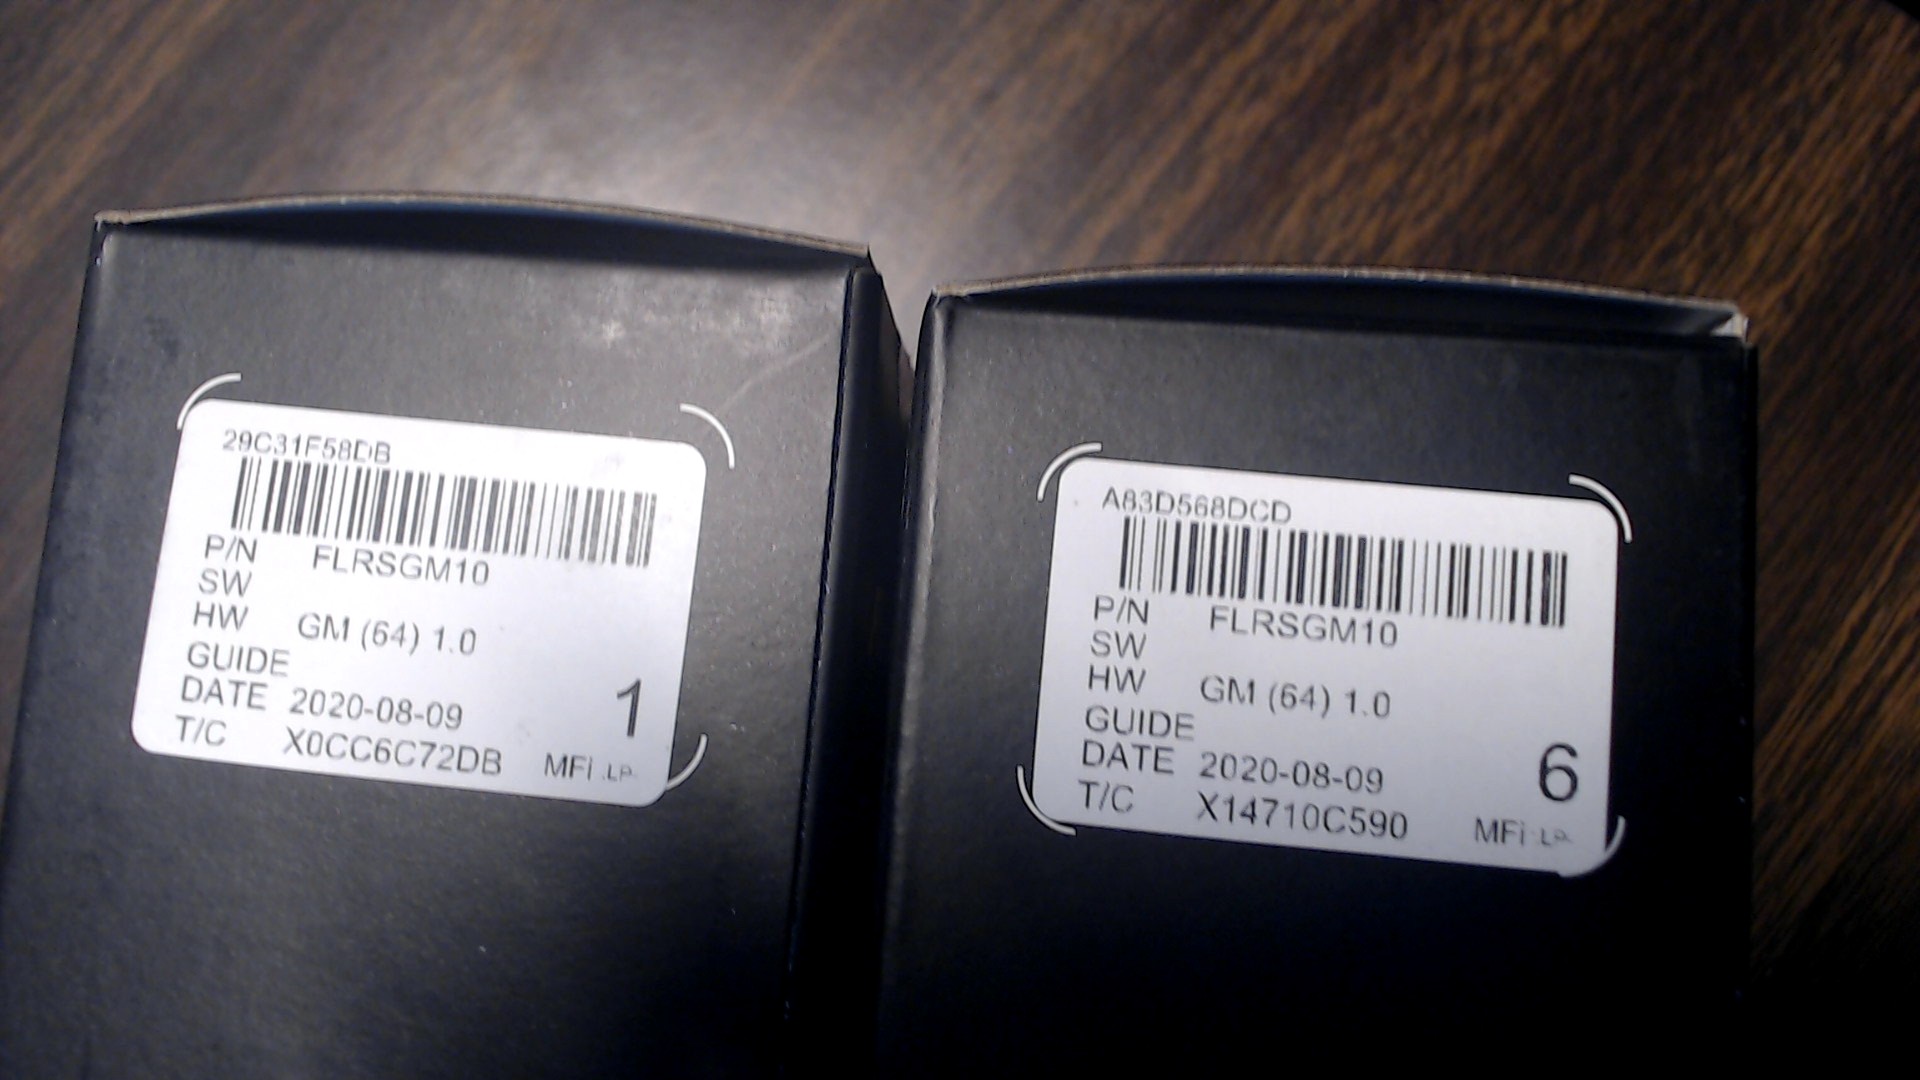 29C31F58DB
P/N FLRSGM10
SW
HW GM (64) 1.0
GUIDE
DATE 2020-08-09
T/C X0CC6C72DB
1
MFi LP
A83D568DCD
P/N FLRSGM10
SW
HW GM (64) 1.0
GUIDE
DATE 2020-08-09
T/C X14710C590
6
MFi LP